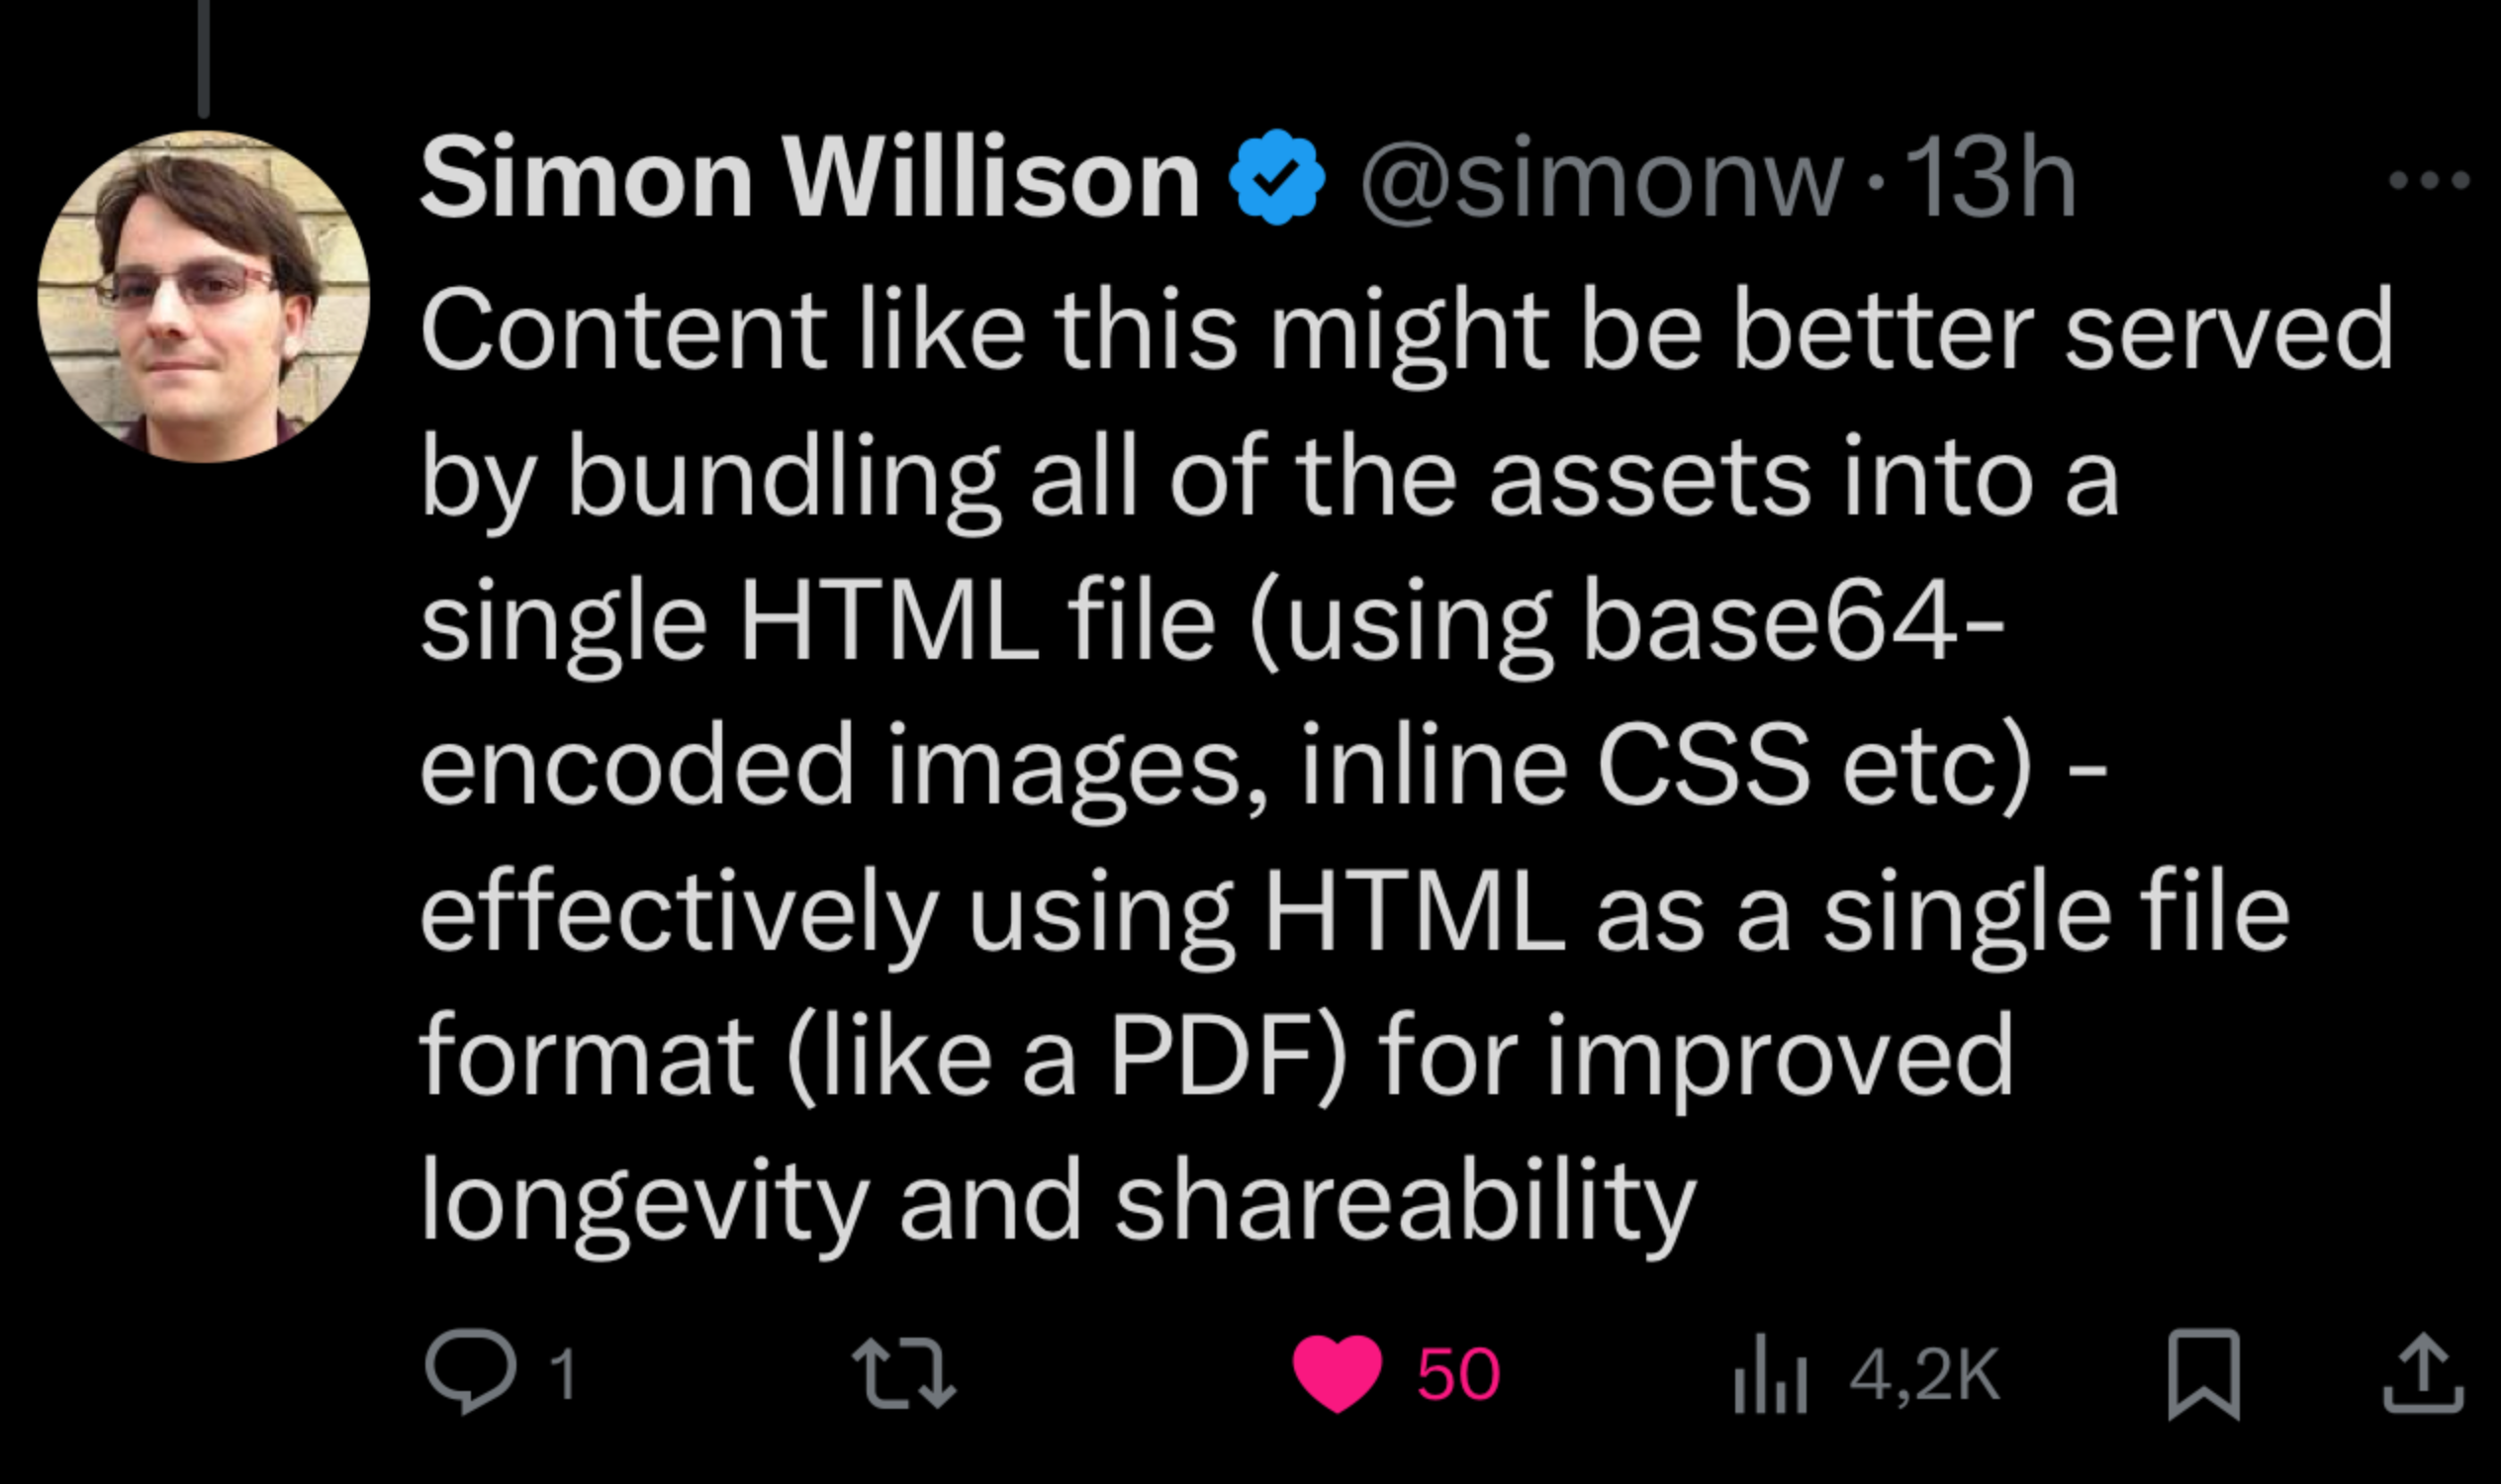 Simon Willison @simonw · 13h
Content like this might be better served
by bundling all of the assets into a
single HTML file (using base64-
encoded images, inline CSS etc) -
effectively using HTML as a single file
format (like a PDF) for improved
longevity and shareability
1 50 4,2K